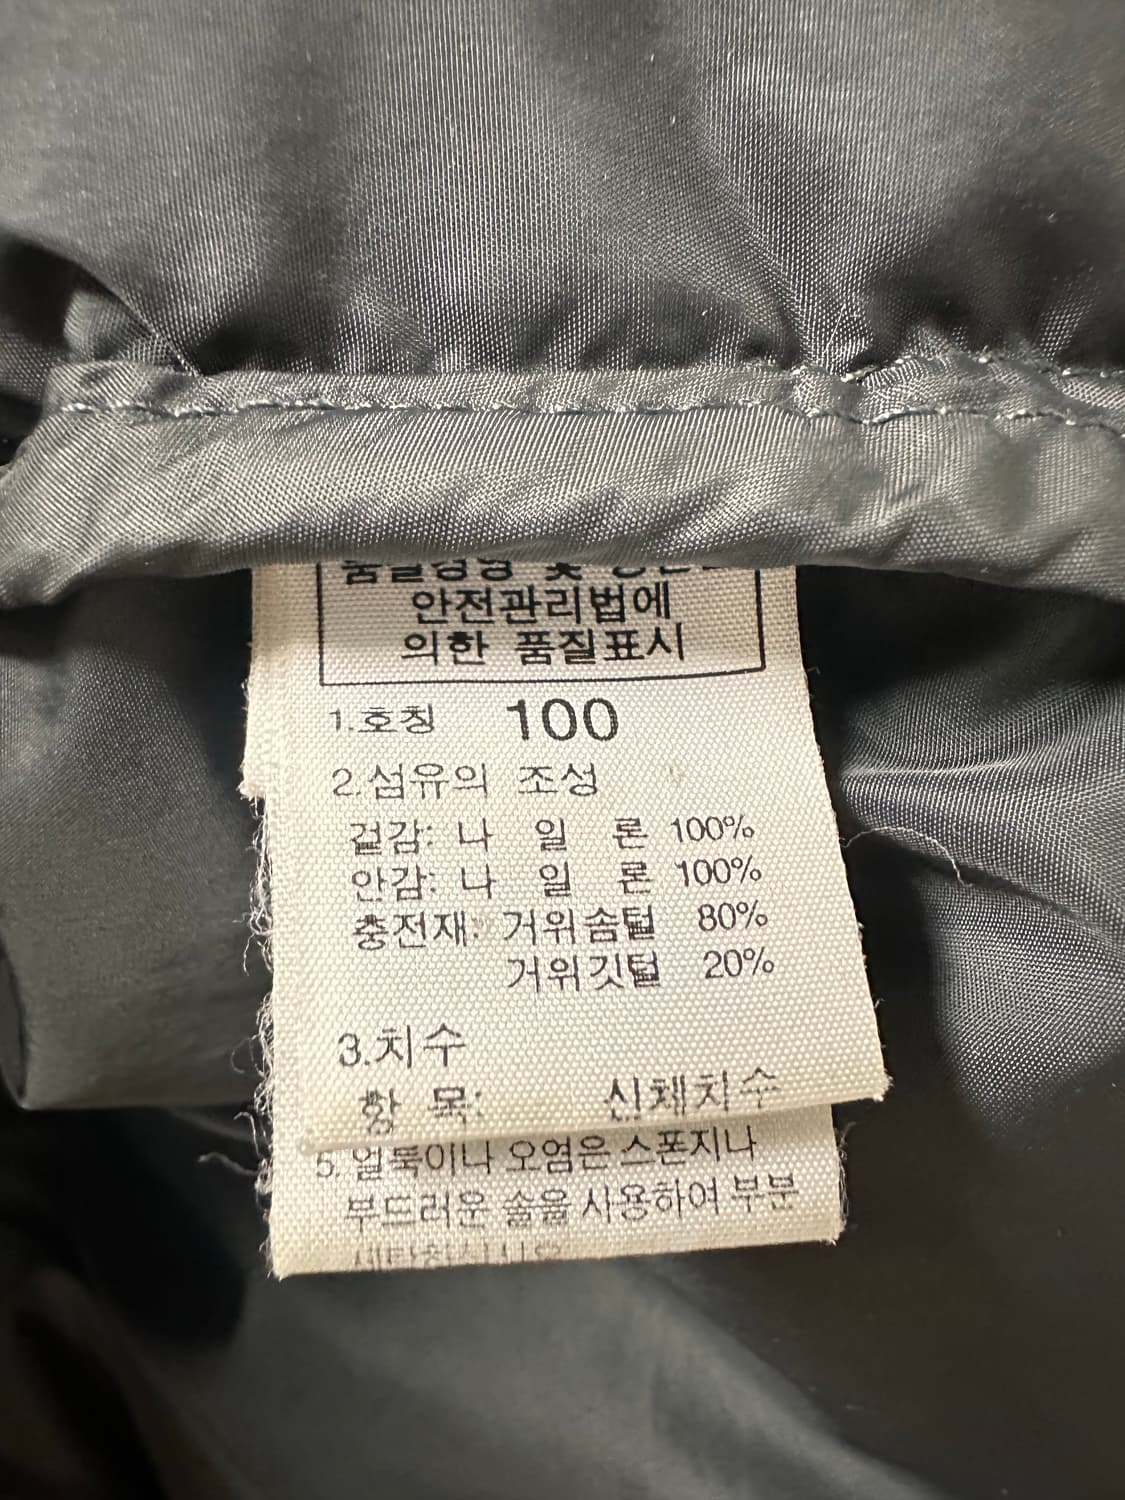 안전관리법에
의한 품질표시
1.호칭 100
2.섬유의 조성
겉감: 나 일 론 100%
안감: 나 일 론 100%
충전재: 거위솜털 80%
거위깃털 20%
3.치수
항 목: 신체치수
5. 얼룩이나 오염은 스폰지나
부드러운 솔을 사용하여 부분